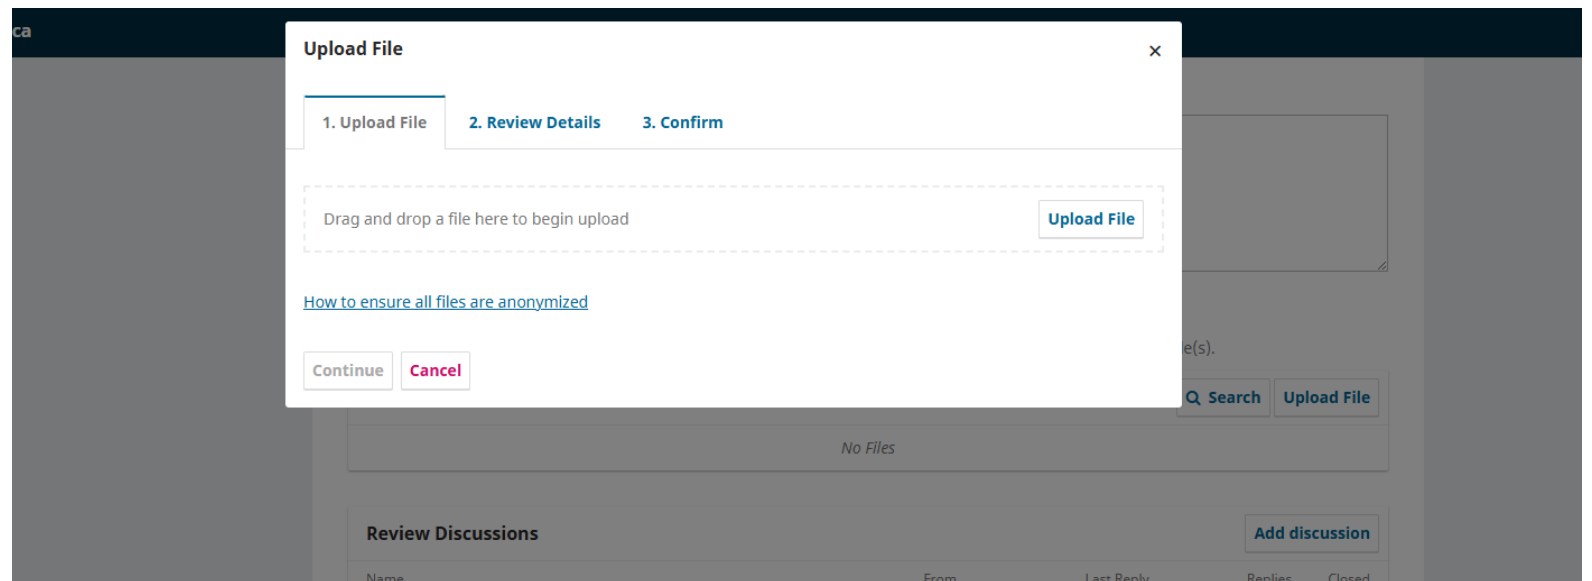 ca
Upload File
×
1. Upload File 2. Review Details 3. Confirm
Drag and drop a file here to begin upload Upload File
How to ensure all files are anonymized
e(s).
Continue Cancel
Search Upload File
No Files
Review Discussions Add discussion
Name From Last Reply Replies Closed